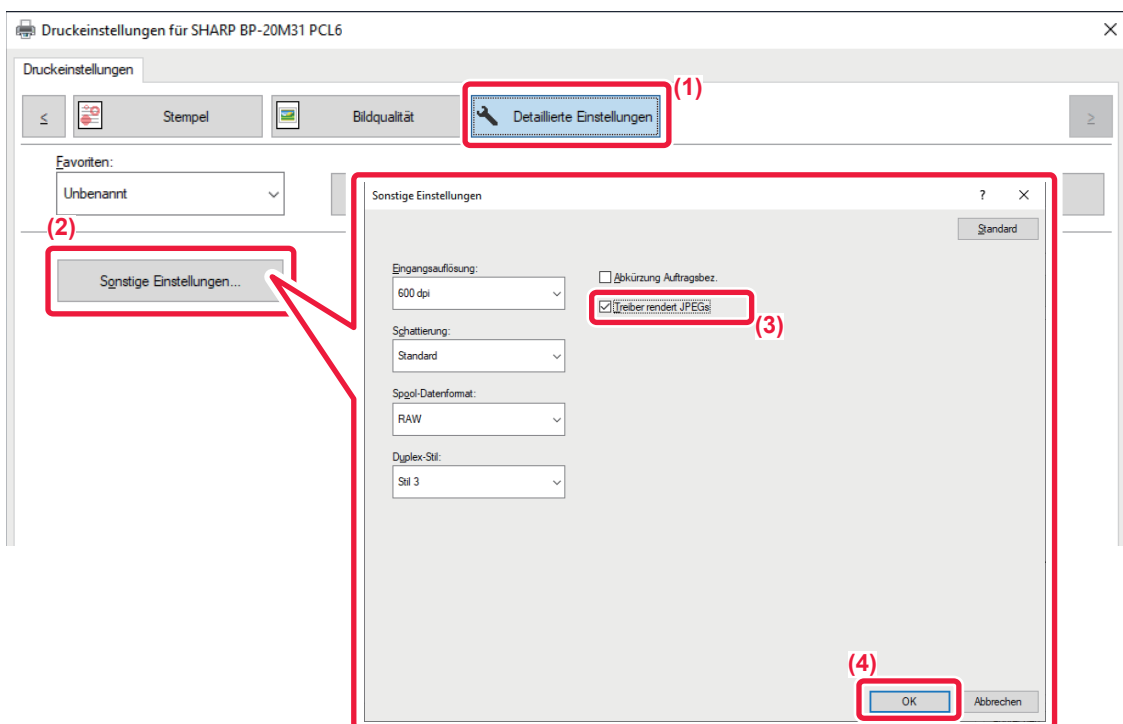 Druckeinstellungen für SHARP BP-20M31 PCL6
Druckeinstellungen
(1)
< Stempel Bildqualität Detaillierte Einstellungen >
Favoriten:
Unbenannt
(2)
Sonstige Einstellungen...
Sonstige Einstellungen ?
Standard
Eingangsauflösung:
600 dpi
Abkürzung Auftragsbez.
Treiber rendert JPEGs
(3)
Schattierung:
Standard
Spool-Datenformat:
RAW
Duplex-Stil:
Stil 3
(4)
OK Abbrechen